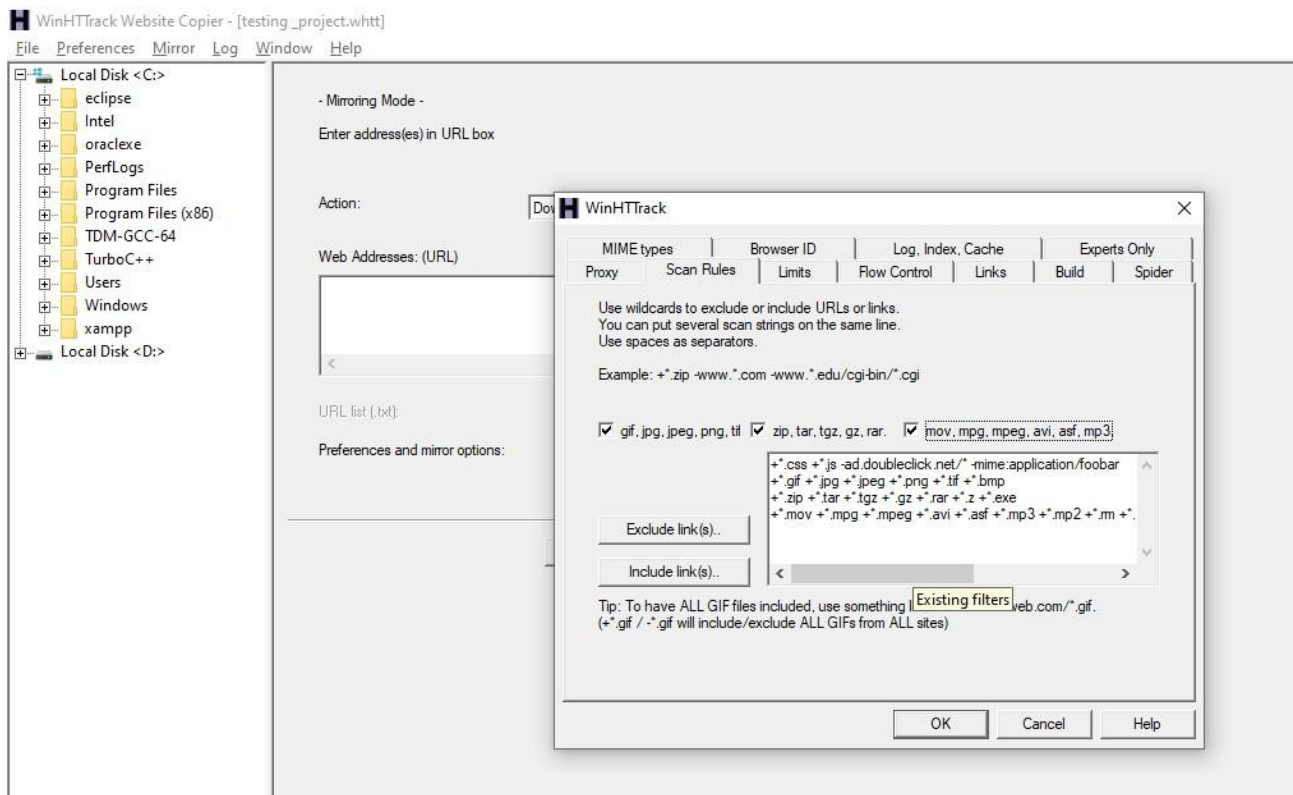 WinHTTrack Website Copier - [testing _project.whtt]
File Preferences Mirror Log Window Help
Local Disk <C:>
eclipse
Intel
oraclexe
PerfLogs
Program Files
Program Files (x86)
TDM-GCC-64
TurboC++
Users
Windows
xampp
Local Disk <D:>
- Mirroring Mode -
Enter address(es) in URL box
Action:
Web Addresses: (URL)
URL list (.txt):
Preferences and mirror options:
WinHTTrack
MIME types Browser ID Log, Index, Cache Experts Only
Proxy Scan Rules Limits Flow Control Links Build Spider
Use wildcards to exclude or include URLs or links.
You can put several scan strings on the same line.
Use spaces as separators.
Example: +*.zip -www.*.com -www.*.edu/cgi-bin/*.cgi
gif, jpg, jpeg, png, tif zip, tar, tgz, gz, rar. mov, mpg, mpeg, avi, asf, mp3
+*.css +*.js -ad.doubleclick.net/* -mime:application/foobar
+*.gif +*.jpg +*.jpeg +*.png +*.tif +*.bmp
+*.zip +*.tar +*.tgz +*.gz +*.rar +*.z +*.exe
+*.mov +*.mpg +*.mpeg +*.avi +*.asf +*.mp3 +*.mp2 +*.rm +*.
Exclude link(s)..
Include link(s)..
Existing filters
Tip: To have ALL GIF files included, use something web.com/*.gif.
(+*.gif / -*.gif will include/exclude ALL GIFs from ALL sites)
OK Cancel Help